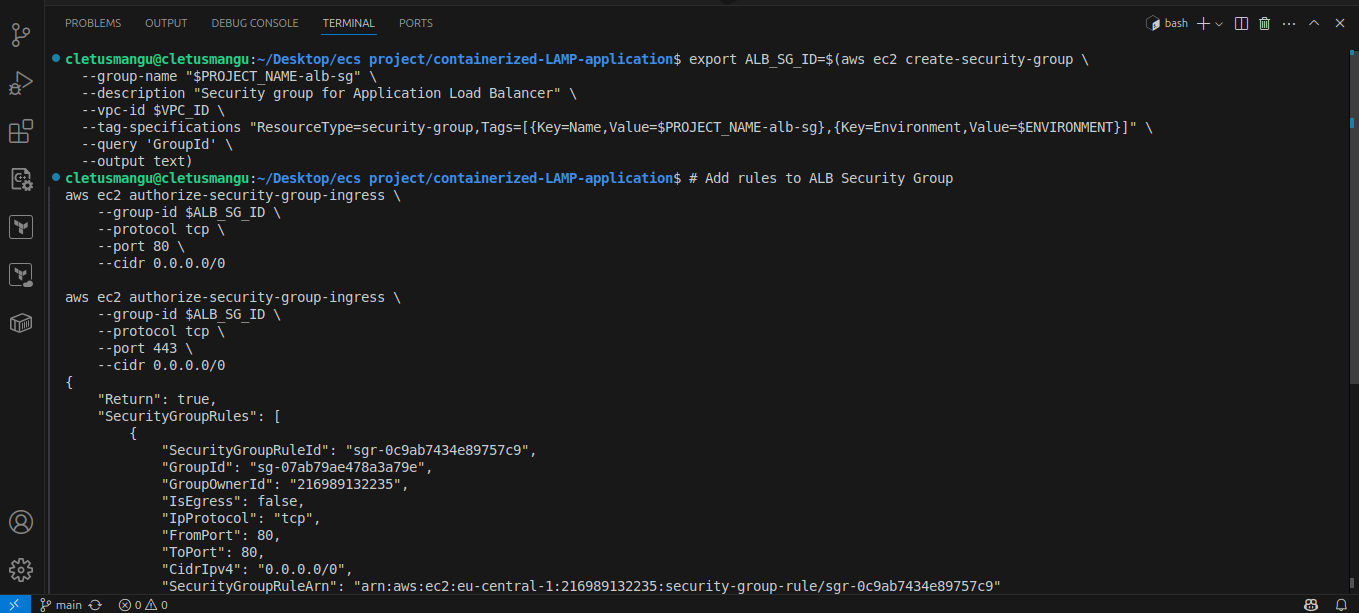 PROBLEMS OUTPUT DEBUG CONSOLE TERMINAL PORTS bash
cletusmangu@cletusmangu:~/Desktop/ecs project/containerized-LAMP-application$ export ALB_SG_ID=$(aws ec2 create-security-group \
  --group-name "$PROJECT_NAME-alb-sg" \
  --description "Security group for Application Load Balancer" \
  --vpc-id $VPC_ID \
  --tag-specifications "ResourceType=security-group,Tags=[{Key=Name,Value=$PROJECT_NAME-alb-sg},{Key=Environment,Value=$ENVIRONMENT}]" \
  --query 'GroupId' \
  --output text)
cletusmangu@cletusmangu:~/Desktop/ecs project/containerized-LAMP-application$ # Add rules to ALB Security Group
aws ec2 authorize-security-group-ingress \
    --group-id $ALB_SG_ID \
    --protocol tcp \
    --port 80 \
    --cidr 0.0.0.0/0

aws ec2 authorize-security-group-ingress \
    --group-id $ALB_SG_ID \
    --protocol tcp \
    --port 443 \
    --cidr 0.0.0.0/0
{
    "Return": true,
    "SecurityGroupRules": [
        {
            "SecurityGroupRuleId": "sgr-0c9ab7434e89757c9",
            "GroupId": "sg-07ab79ae478a3a79e",
            "GroupOwnerId": "216989132235",
            "IsEgress": false,
            "IpProtocol": "tcp",
            "FromPort": 80,
            "ToPort": 80,
            "CidrIpv4": "0.0.0.0/0",
            "SecurityGroupRuleArn": "arn:aws:ec2:eu-central-1:216989132235:security-group-rule/sgr-0c9ab7434e89757c9"
main 0 0